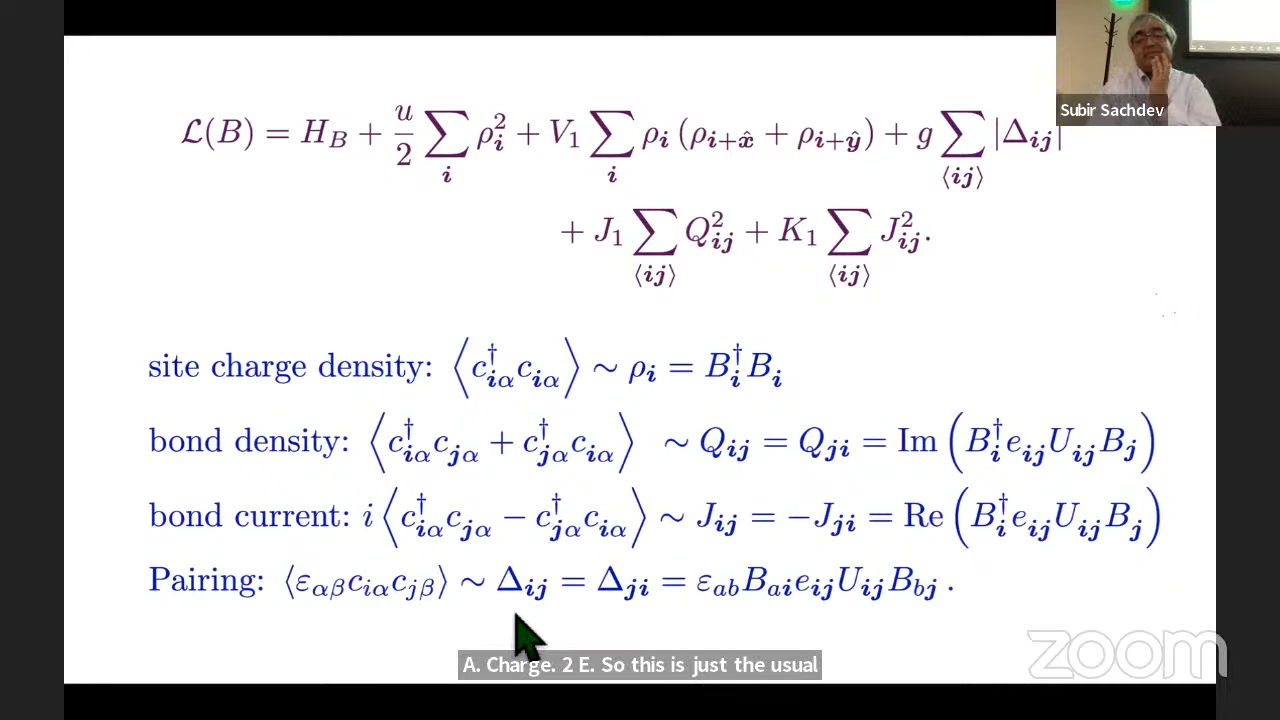 ℒ(B) = H_B + u/2 ∑_i ρ_i^2 + V_1 ∑_i ρ_i (ρ_{i+x̂} + ρ_{i+ŷ}) + g ∑_{⟨ij⟩} |Δ_{ij}|
+ J_1 ∑_{⟨ij⟩} Q_{ij}^2 + K_1 ∑_{⟨ij⟩} J_{ij}^2.
site charge density: ⟨c_{iα}^† c_{iα}⟩ ∼ ρ_i = B_i^† B_i
bond density: ⟨c_{iα}^† c_{jα} + c_{jα}^† c_{iα}⟩ ∼ Q_{ij} = Q_{ji} = Im (B_i^† e_{ij} U_{ij} B_j)
bond current: i⟨c_{iα}^† c_{jα} − c_{jα}^† c_{iα}⟩ ∼ J_{ij} = −J_{ji} = Re (B_i^† e_{ij} U_{ij} B_j)
Pairing: ⟨ε_{αβ} c_{iα} c_{jβ}⟩ ∼ Δ_{ij} = Δ_{ji} = ε_{ab} B_{ai} e_{ij} U_{ij} B_{bj} .
Subir Sachdev
A. Charge. 2 E. So this is just the usual
zoom